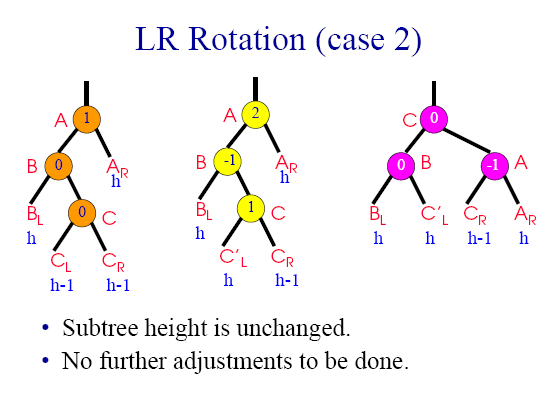 LR Rotation (case 2)
A 1
B 0
A_R
h
B_L
h
0 C
C_L
h-1
C_R
h-1
A 2
B -1
A_R
h
B_L
h
1 C
C'_L
h
C_R
h-1
C 0
0 B
-1 A
B_L
h
C'_L
h
C_R
h-1
A_R
h
• Subtree height is unchanged.
• No further adjustments to be done.